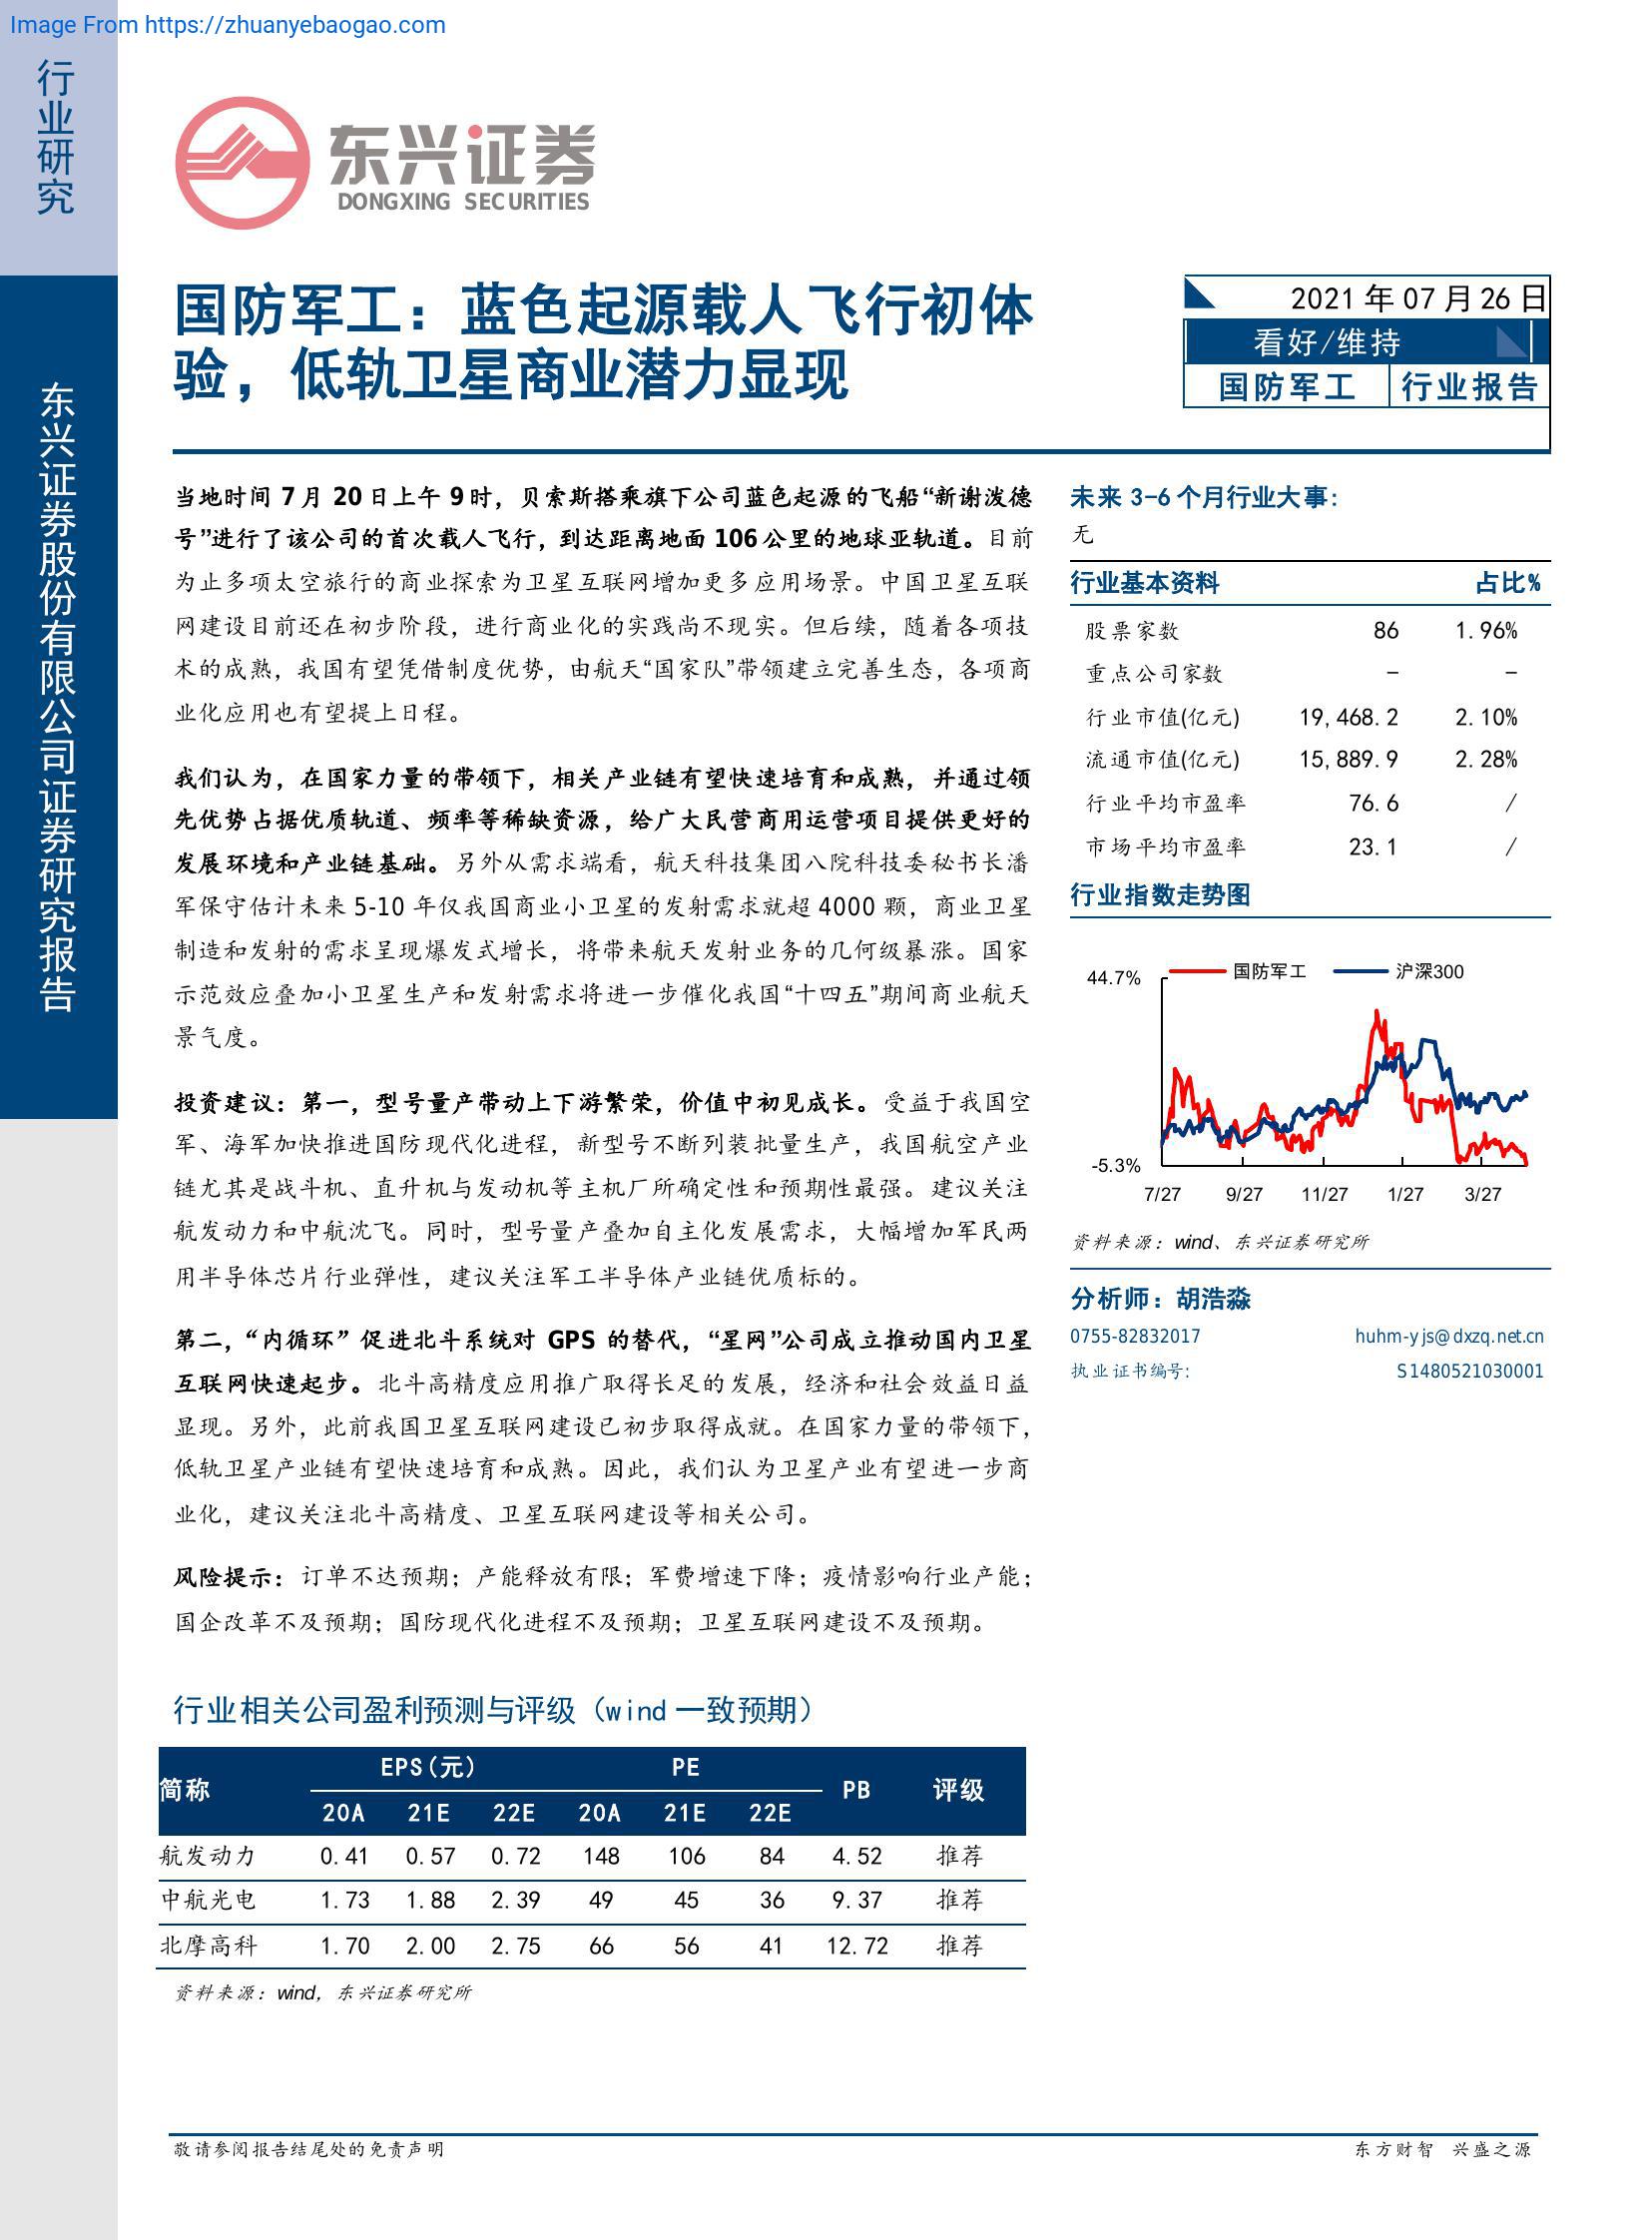 Image From https://zhuanyebaogao.com
行业研究
东兴证券股份有限公司证券研究报告
东兴证券
DONGXING SECURITIES
国防军工：蓝色起源载人飞行初体
验，低轨卫星商业潜力显现
2021 年 07 月 26 日
看好/维持
国防军工 行业报告
当地时间 7 月 20 日上午 9 时，贝索斯搭乘旗下公司蓝色起源的飞船“新谢泼德
号”进行了该公司的首次载人飞行，到达距离地面 106 公里的地球亚轨道。目前
为止多项太空旅行的商业探索为卫星互联网增加更多应用场景。中国卫星互联
网建设目前还在初步阶段，进行商业化的实践尚不现实。但后续，随着各项技
术的成熟，我国有望凭借制度优势，由航天“国家队”带领建立完善生态，各项商
业化应用也有望提上日程。
我们认为，在国家力量的带领下，相关产业链有望快速培育和成熟，并通过领
先优势占据优质轨道、频率等稀缺资源，给广大民营商用运营项目提供更好的
发展环境和产业链基础。另外从需求端看，航天科技集团八院科技委秘书长潘
军保守估计未来 5-10 年仅我国商业小卫星的发射需求就超 4000 颗，商业卫星
制造和发射的需求呈现爆发式增长，将带来航天发射业务的几何级暴涨。国家
示范效应叠加小卫星生产和发射需求将进一步催化我国“十四五”期间商业航天
景气度。
投资建议：第一，型号量产带动上下游繁荣，价值中初见成长。受益于我国空
军、海军加快推进国防现代化进程，新型号不断列装批量生产，我国航空产业
链尤其是战斗机、直升机与发动机等主机厂所确定性和预期性最强。建议关注
航发动力和中航沈飞。同时，型号量产叠加自主化发展需求，大幅增加军民两
用半导体芯片行业弹性，建议关注军工半导体产业链优质标的。
第二，“内循环”促进北斗系统对 GPS 的替代，“星网”公司成立推动国内卫星
互联网快速起步。北斗高精度应用推广取得长足的发展，经济和社会效益日益
显现。另外，此前我国卫星互联网建设已初步取得成就。在国家力量的带领下，
低轨卫星产业链有望快速培育和成熟。因此，我们认为卫星产业有望进一步商
业化，建议关注北斗高精度、卫星互联网建设等相关公司。
风险提示：订单不达预期；产能释放有限；军费增速下降；疫情影响行业产能；
国企改革不及预期；国防现代化进程不及预期；卫星互联网建设不及预期。
未来 3-6 个月行业大事:
无
行业基本资料 占比%
股票家数 86 1.96%
重点公司家数 - -
行业市值(亿元) 19,468.2 2.10%
流通市值(亿元) 15,889.9 2.28%
行业平均市盈率 76.6 /
市场平均市盈率 23.1 /
行业指数走势图
国防军工 沪深300
44.7%
-5.3%
7/27 9/27 11/27 1/27 3/27
资料来源：wind、东兴证券研究所
分析师：胡浩淼
0755-82832017 huhm-yjs@dxzq.net.cn
执业证书编号: S1480521030001
行业相关公司盈利预测与评级（wind 一致预期）
简称 EPS(元) PE PB 评级
20A 21E 22E 20A 21E 22E
航发动力 0.41 0.57 0.72 148 106 84 4.52 推荐
中航光电 1.73 1.88 2.39 49 45 36 9.37 推荐
北摩高科 1.70 2.00 2.75 66 56 41 12.72 推荐
资料来源：wind，东兴证券研究所
敬请参阅报告结尾处的免责声明 东方财智 兴盛之源